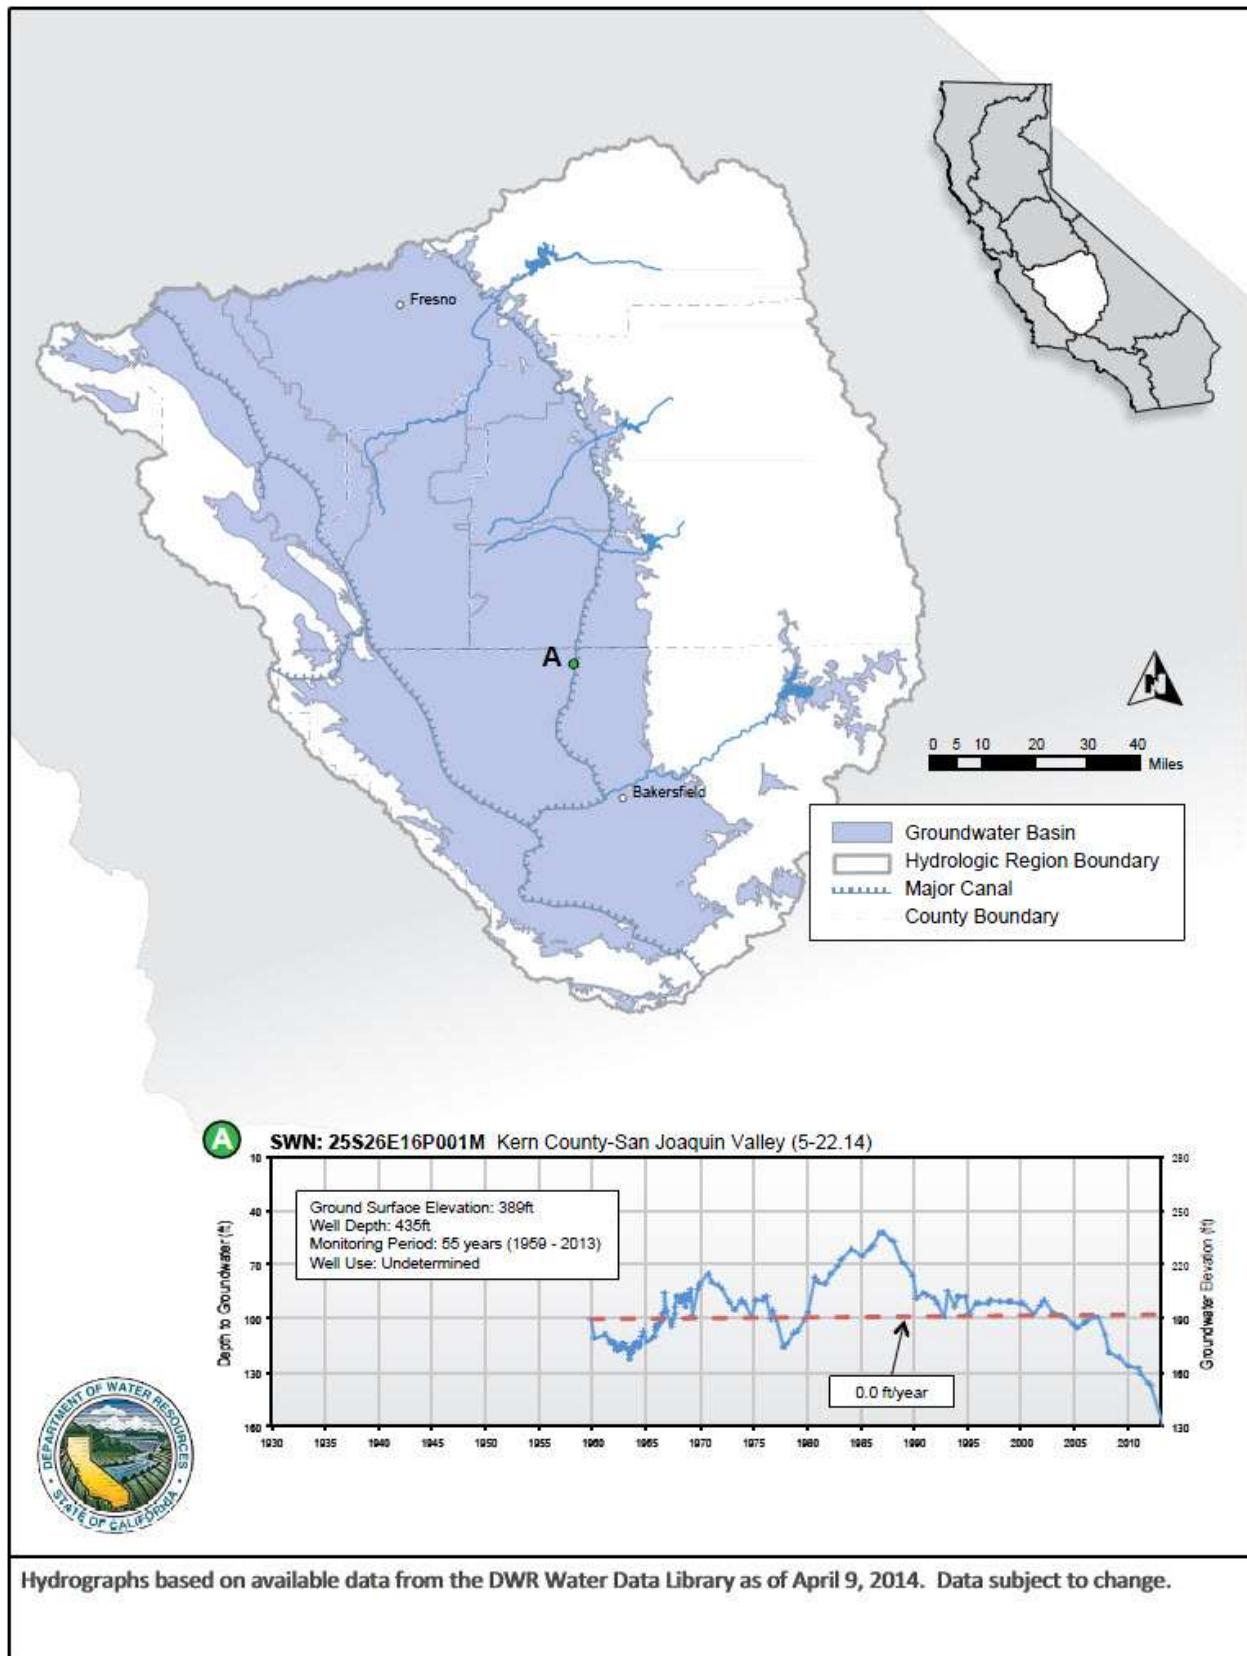 Fresno
A
Bakersfield
N
0 5 10 20 30 40
Miles
Groundwater Basin
Hydrologic Region Boundary
Major Canal
County Boundary
A SWN: 25S26E16P001M Kern County-San Joaquin Valley (5-22.14)
Ground Surface Elevation: 389ft
Well Depth: 435ft
Monitoring Period: 55 years (1959 - 2013)
Well Use: Undetermined
Depth to Groundwater (ft)
10
40
70
100
130
160
Groundwater Elevation (ft)
280
250
220
190
160
130
0.0 ft/year
1930 1935 1940 1945 1950 1955 1960 1965 1970 1975 1980 1985 1990 1995 2000 2005 2010
DEPARTMENT OF WATER RESOURCES
STATE OF CALIFORNIA
Hydrographs based on available data from the DWR Water Data Library as of April 9, 2014. Data subject to change.